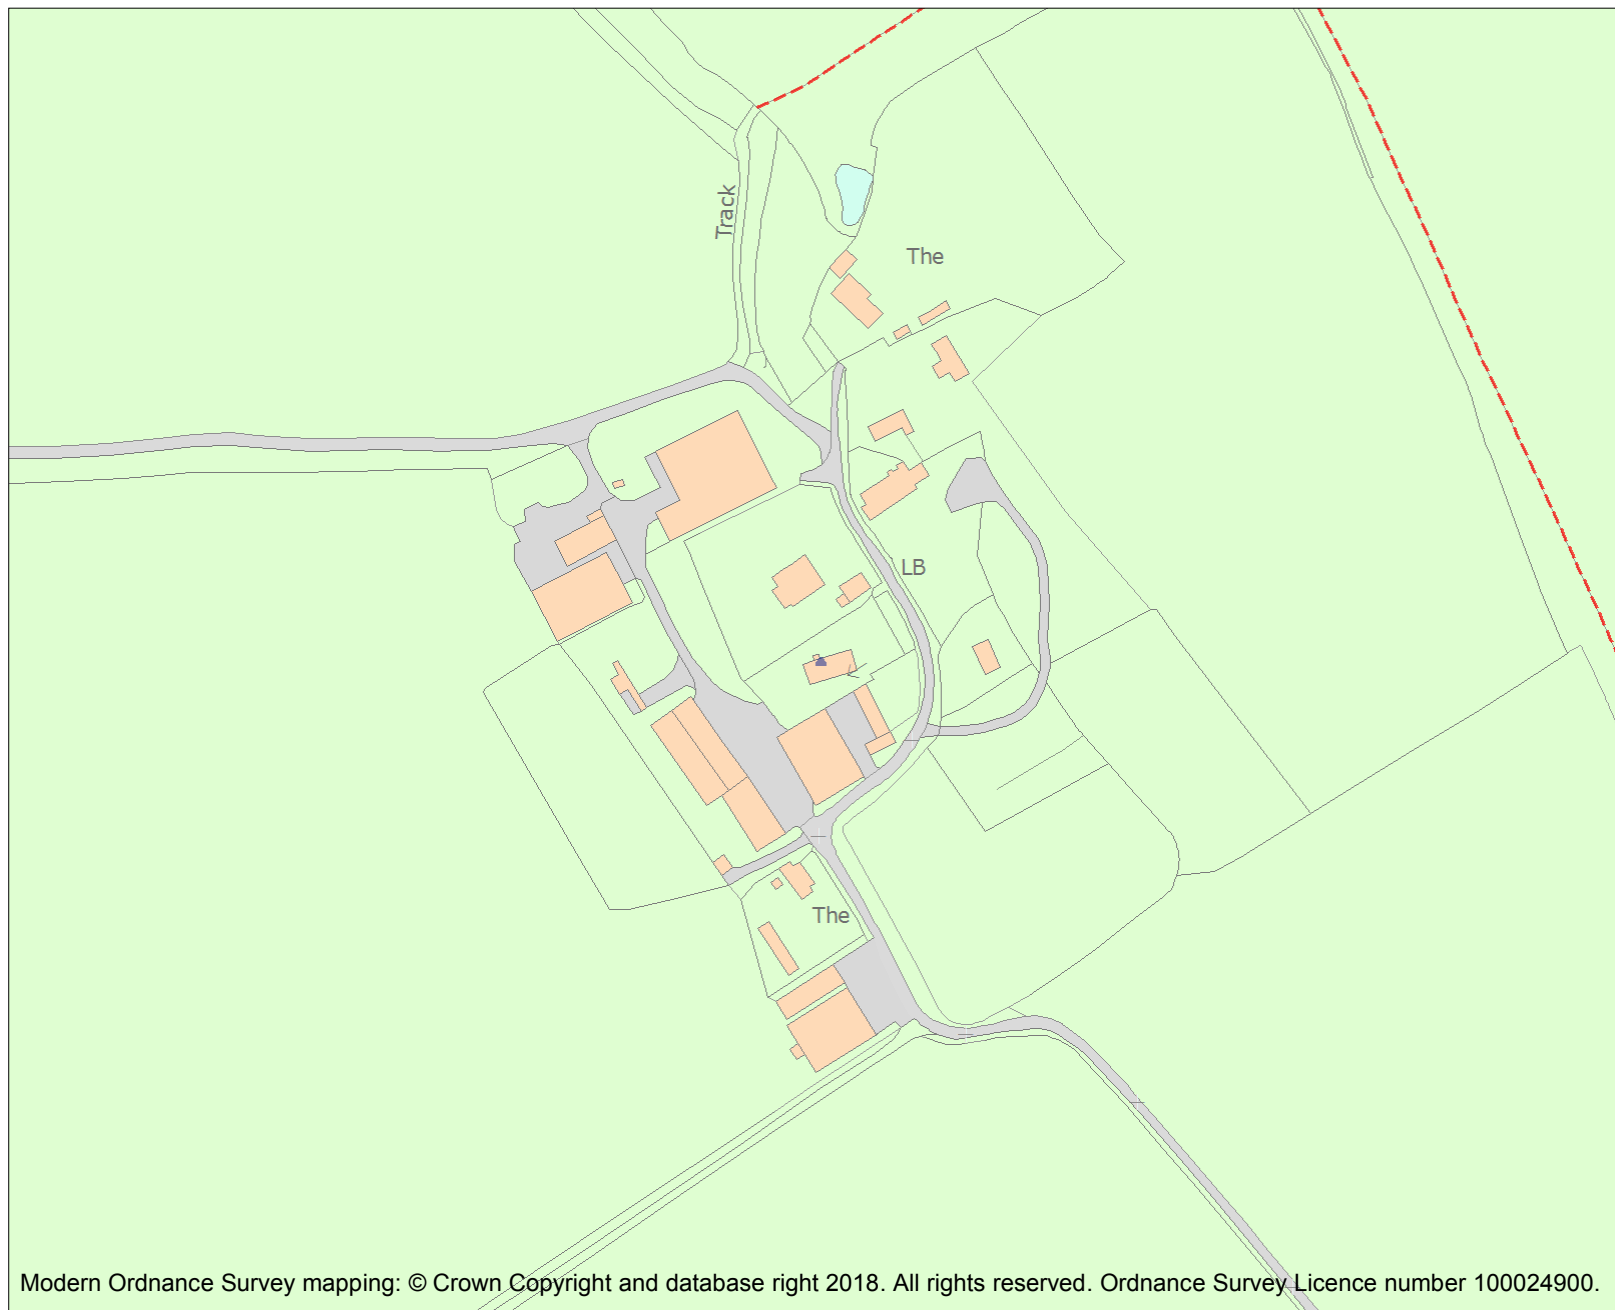 Track
The
LB
The
Modern Ordnance Survey mapping: © Crown Copyright and database right 2018. All rights reserved. Ordnance Survey Licence number 100024900.